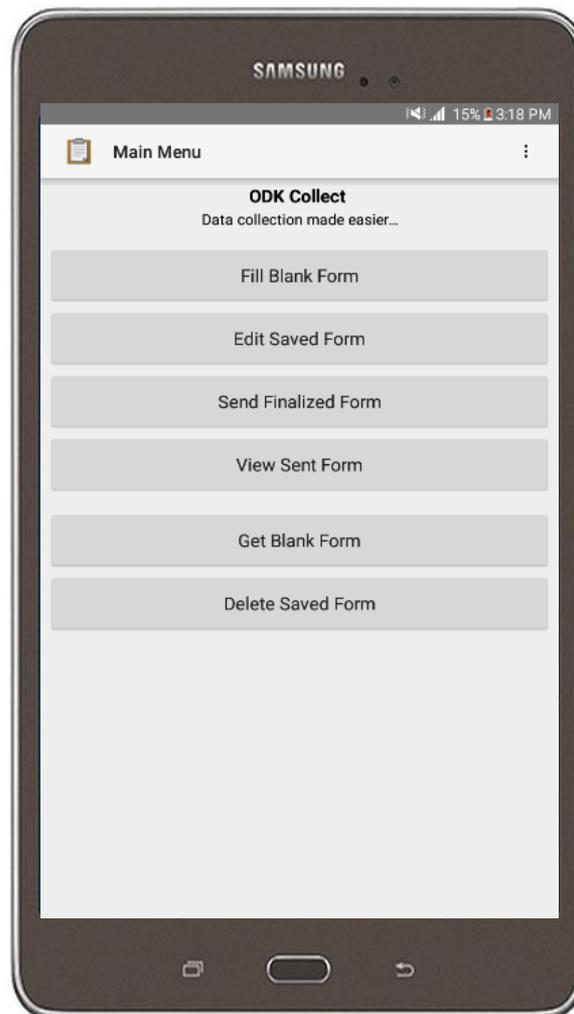 SAMSUNG
15% 3:18 PM
Main Menu
ODK Collect
Data collection made easier...
Fill Blank Form
Edit Saved Form
Send Finalized Form
View Sent Form
Get Blank Form
Delete Saved Form